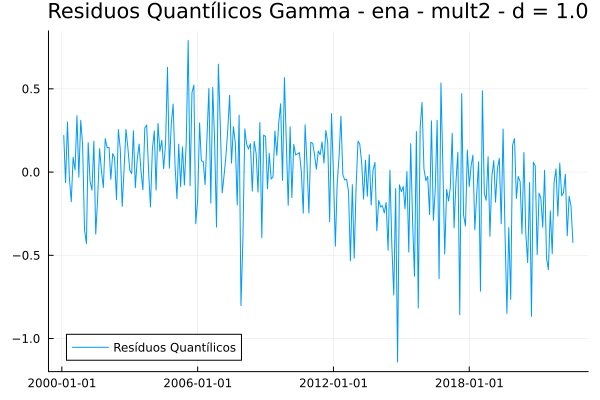 Residuos Quantílicos Gamma - ena - mult2 - d = 1.0
0.5
0.0
−0.5
−1.0
Resíduos Quantílicos
2000-01-01 2006-01-01 2012-01-01 2018-01-01